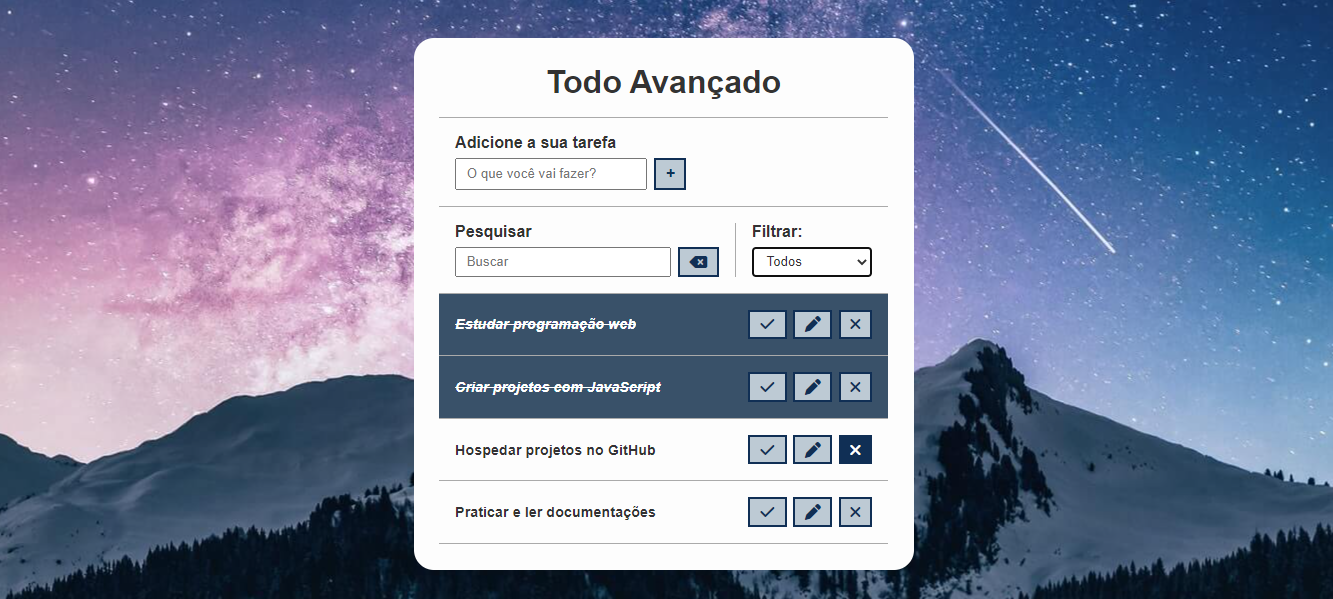 Todo Avançado
Adicione a sua tarefa
O que você vai fazer?
+
Pesquisar
Filtrar:
Buscar
Todos
Estudar programação web
Criar projetos com JavaScript
Hospedar projetos no GitHub
Praticar e ler documentações